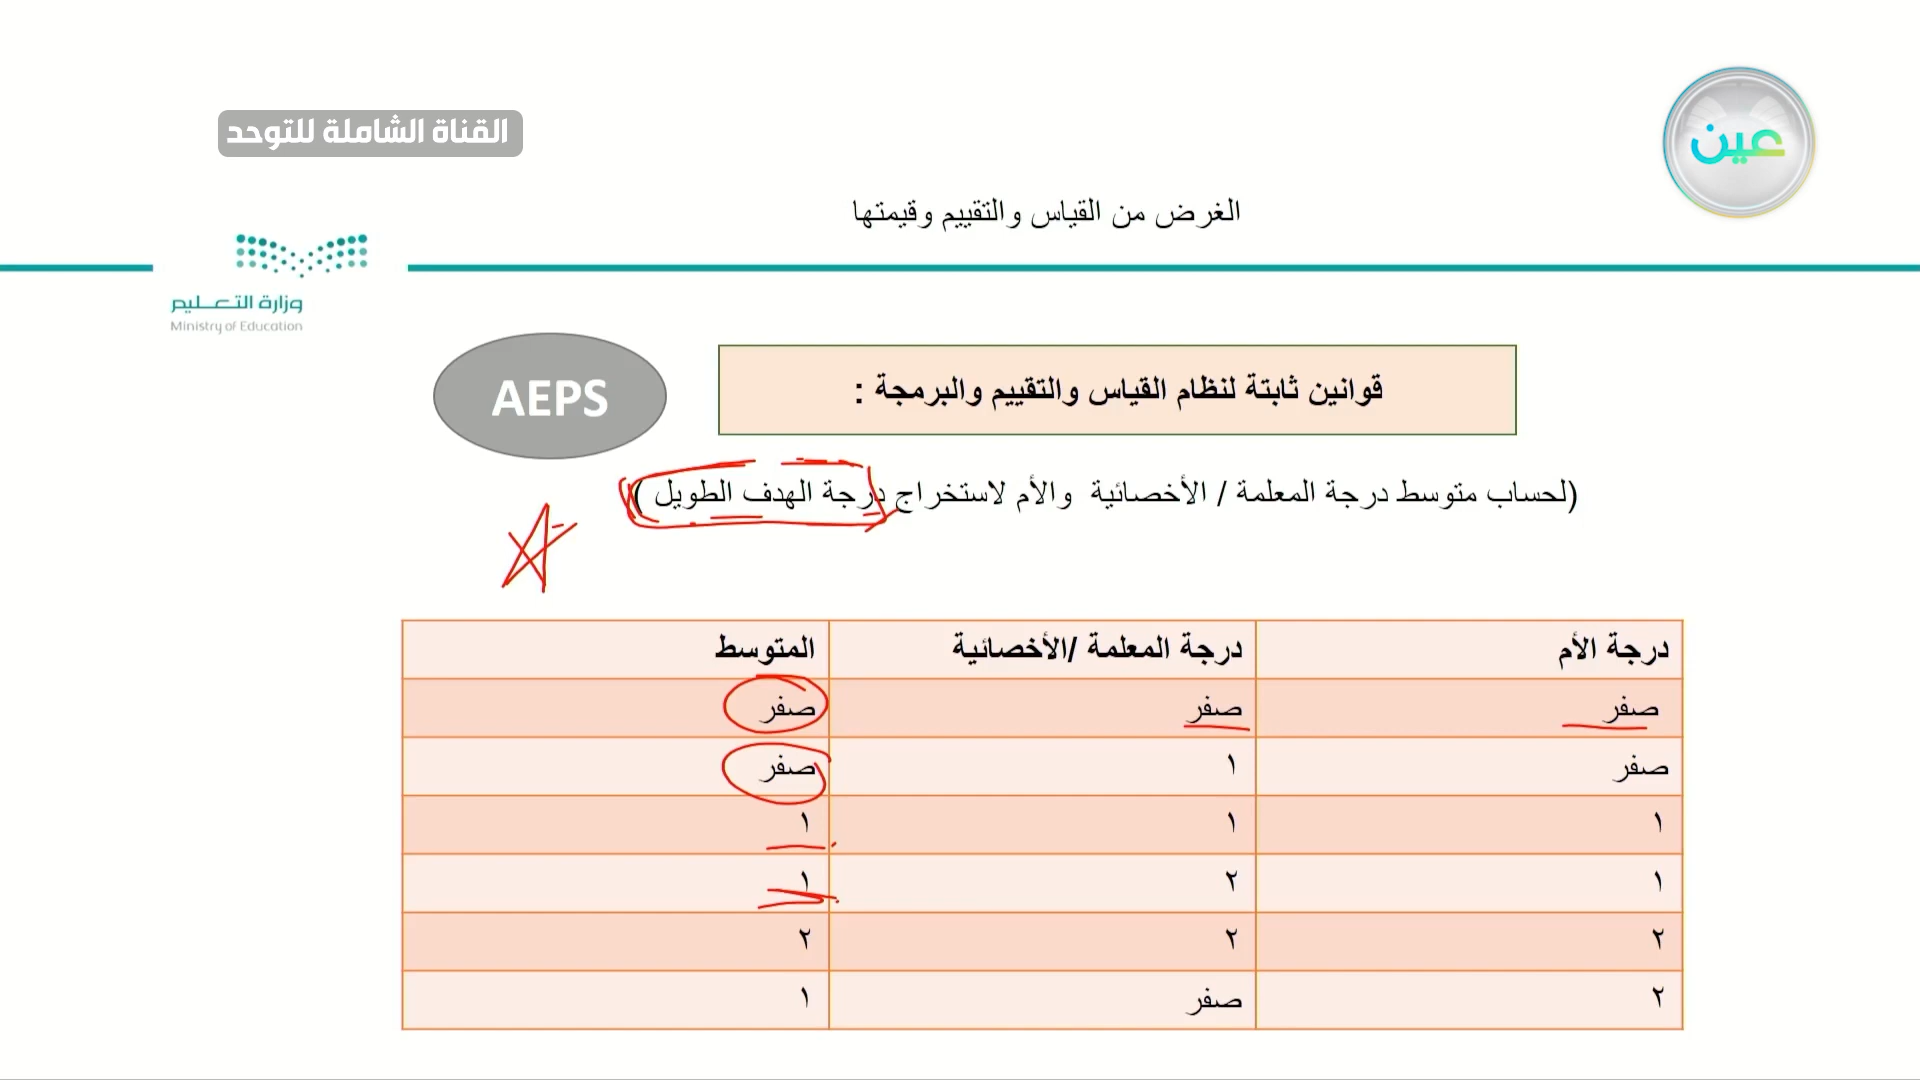 القناة الشاملة للتوحد
عين
الغرض من القياس والتقييم وقيمتها
وزارة التعليم
Ministry of Education
قوانين ثابتة لنظام القياس والتقييم والبرمجة :
AEPS
(لحساب متوسط درجة المعلمة / الأخصائية والأم لاستخراج درجة الهدف الطويل )
درجة الأم درجة المعلمة /الأخصائية المتوسط
صفر صفر صفر
صفر ١ صفر
١ ١ ١
١ ٢ ١
٢ ٢ ٢
٢ صفر ١